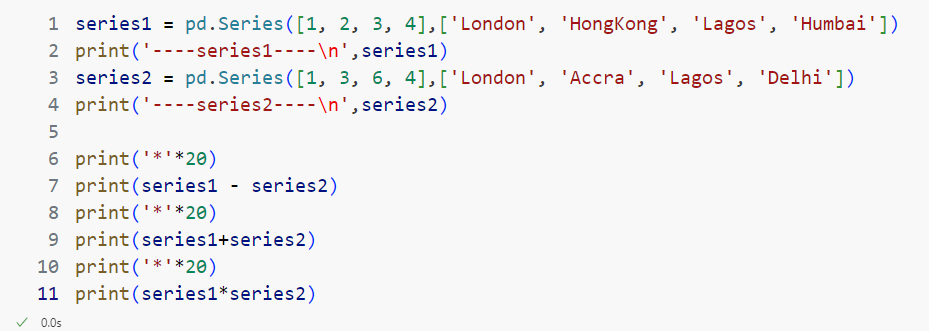 1 series1 = pd.Series([1, 2, 3, 4],['London', 'HongKong', 'Lagos', 'Humbai'])
2 print('----series1----\n',series1)
3 series2 = pd.Series([1, 3, 6, 4],['London', 'Accra', 'Lagos', 'Delhi'])
4 print('----series2----\n',series2)
5
6 print('*'*20)
7 print(series1 - series2)
8 print('*'*20)
9 print(series1+series2)
10 print('*'*20)
11 print(series1*series2)
✓ 0.0s